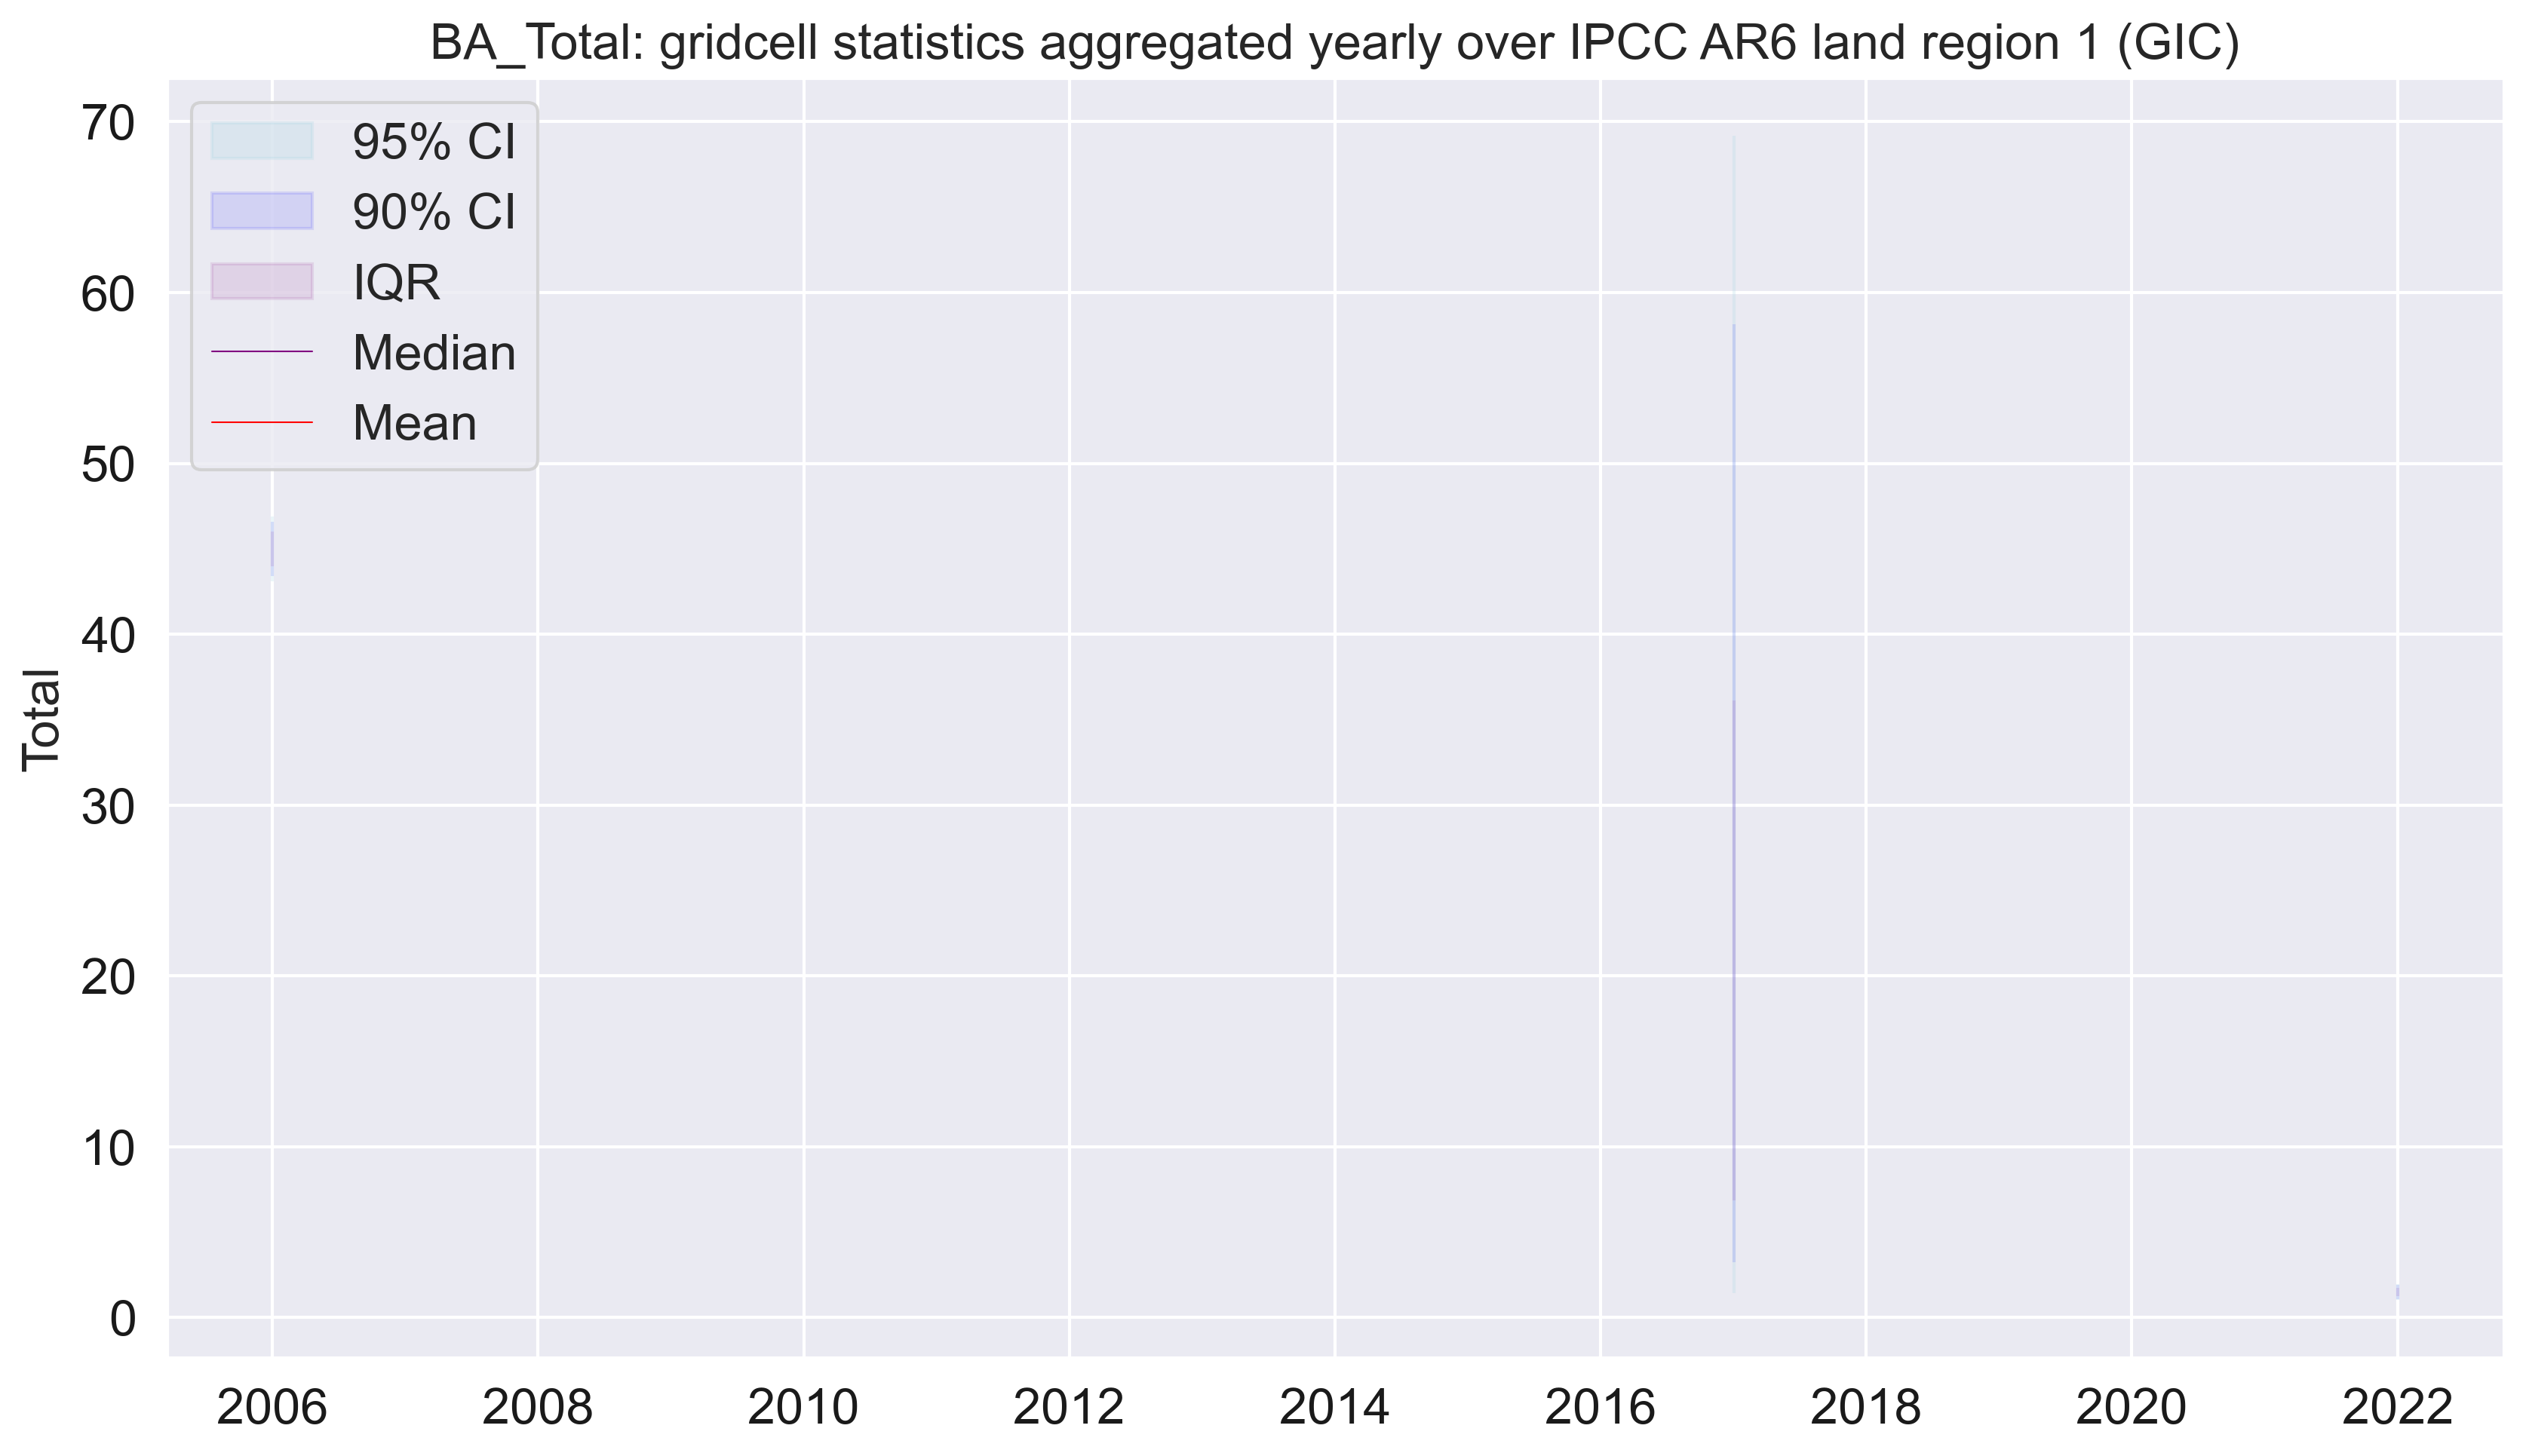 BA_Total: gridcell statistics aggregated yearly over IPCC AR6 land region 1 (GIC)
70
60
50
40
30
20
10
0
Total
95% CI
90% CI
IQR
Median
Mean
2006 2008 2010 2012 2014 2016 2018 2020 2022